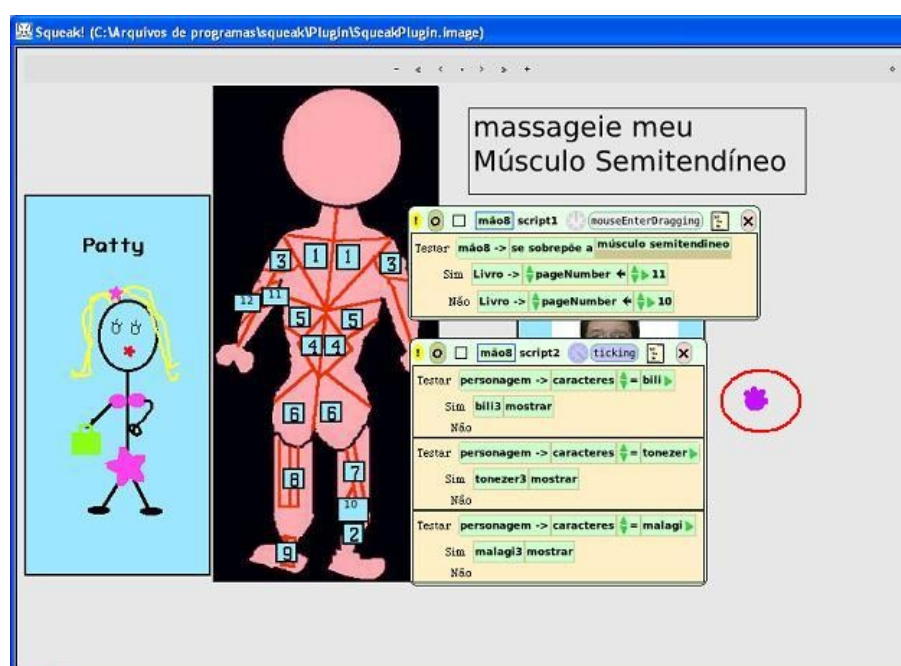 Squeak! (C:\Arquivos de programas\squeak\Plugin\SqueakPlugin.image)
massageie meu
Músculo Semitendíneo
Patty
3 1 1 3
12 11
5 5
4 4
6 6
8 7
10
2
9
! O mão8 script1 mouseEnterDragging
Testar mão8 -> se sobrepõe a músculo semitendineo
Sim Livro -> pageNumber ← 11
Não Livro -> pageNumber ← 10
! O mão8 script2 ticking
Testar personagem -> caracteres = bili
Sim bili3 mostrar
Não
Testar personagem -> caracteres = tonezer
Sim tonezer3 mostrar
Não
Testar personagem -> caracteres = malagi
Sim malagi3 mostrar
Não